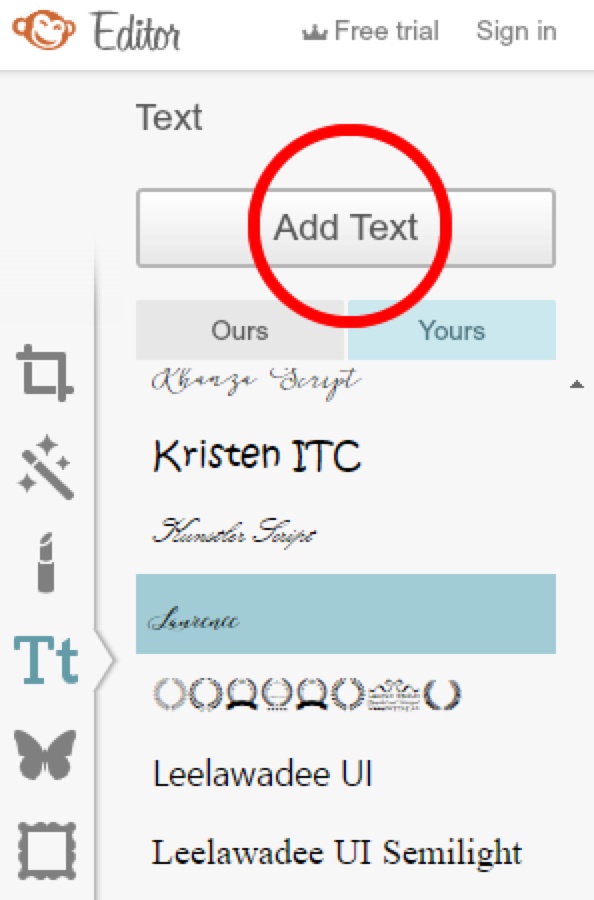 Editor Free trial Sign in
Text
Add Text
Ours Yours
Khanza Script
Kristen ITC
Kunstler Script
Tt
Laurence
Leelawadee UI
Leelawadee UI Semilight